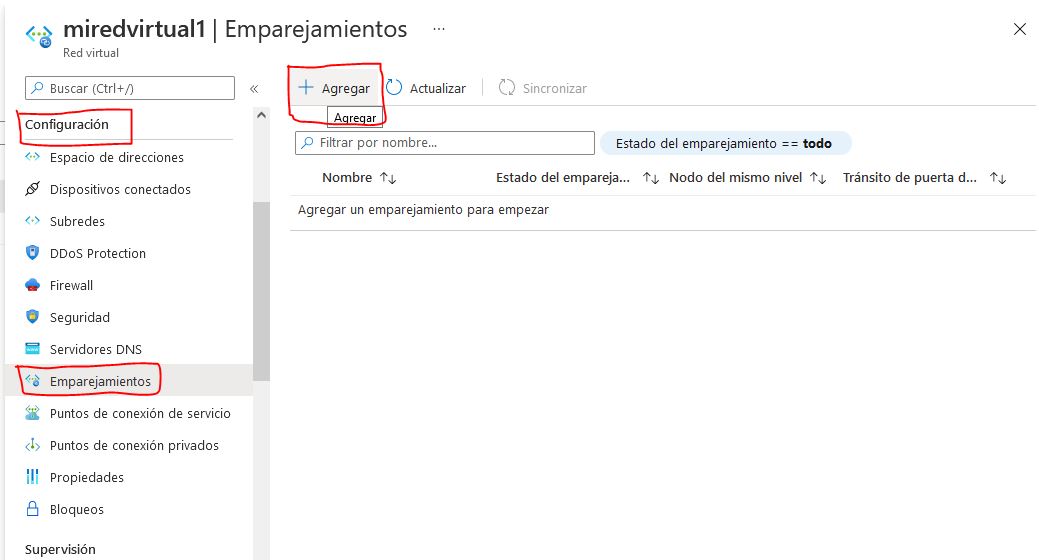 miredvirtual1 | Emparejamientos ...
Red virtual
Buscar (Ctrl+/)
«
Configuración
Espacio de direcciones
Dispositivos conectados
Subredes
DDoS Protection
Firewall
Seguridad
Servidores DNS
Emparejamientos
Puntos de conexión de servicio
Puntos de conexión privados
Propiedades
Bloqueos
Supervisión
Agregar Actualizar Sincronizar
Agregar
Filtrar por nombre... Estado del emparejamiento == todo
Nombre ↑↓ Estado del empareja... ↑↓ Nodo del mismo nivel ↑↓ Tránsito de puerta d... ↑↓
Agregar un emparejamiento para empezar